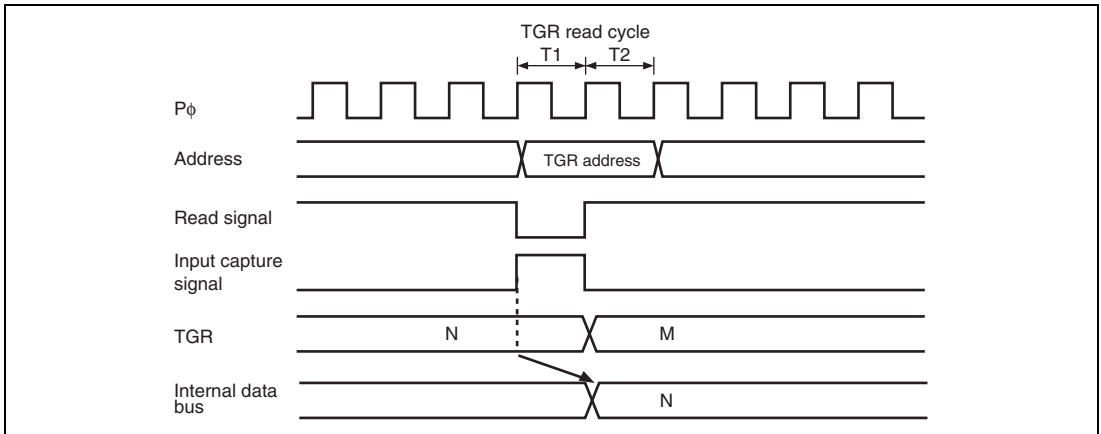 TGR read cycle
T1 T2
Pϕ
Address
TGR address
Read signal
Input capture
signal
TGR
N
M
Internal data
bus
N